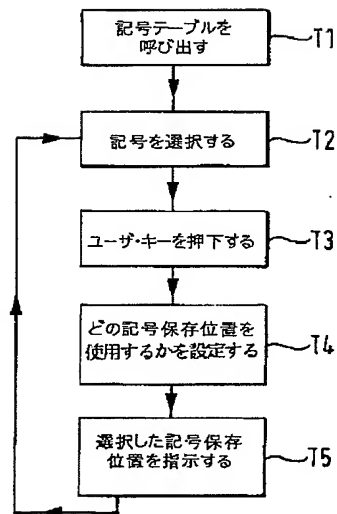 記号テーブルを
呼び出す
T1
記号を選択する
T2
ユーザ・キーを押下する
T3
どの記号保存位置を
使用するかを設定する
T4
選択した記号保存
位置を指示する
T5